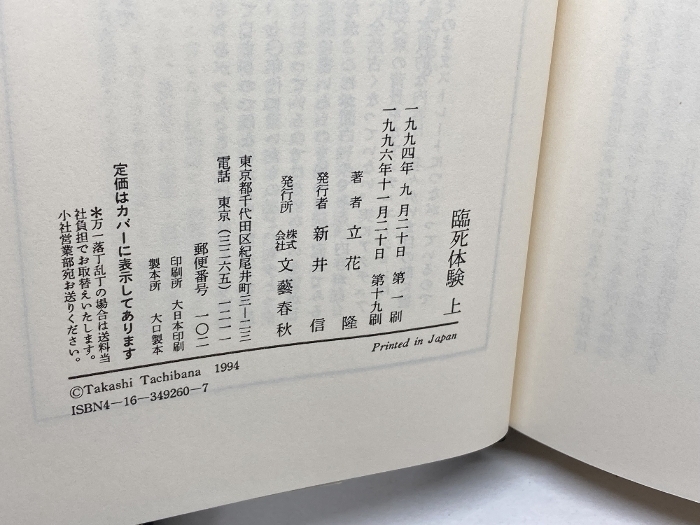 臨死体験 上
一九九四年 九 月二十日 第 一 刷
一九九六年十一月二十日 第十九刷
著 者 立 花 隆
発行者 新 井 信
発行所 株式会社 文 藝 春 秋
東京都千代田区紀尾井町三—二三
電話 東京(三二六五)一二一一
郵便番号 一〇二
印刷所 大日本印刷
製本所 大口製本
定価はカバーに表示してあります
*万一落丁乱丁の場合は送料当
社負担でお取替えいたします。
小社営業部宛お送りください。
Printed in Japan
©Takashi Tachibana 1994
ISBN4—16—349260—7